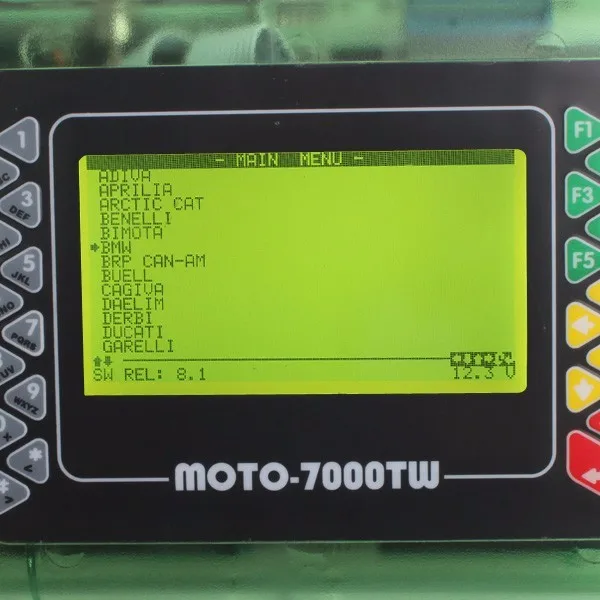 - MAIN MENU -
ADIVA
APRILIA
ARCTIC CAT
BENELLI
BIMOTA
BMW
BRP CAN-AM
BUELL
CAGIVA
DAELIM
DERBI
DUCATI
GARELLI
SW REL: 8.1
12.3 V
MOTO-7000TW
1
3
DEF
5
JKL
7
PQRS
9
WXYZ
*
<
#
>
F1
F3
F5